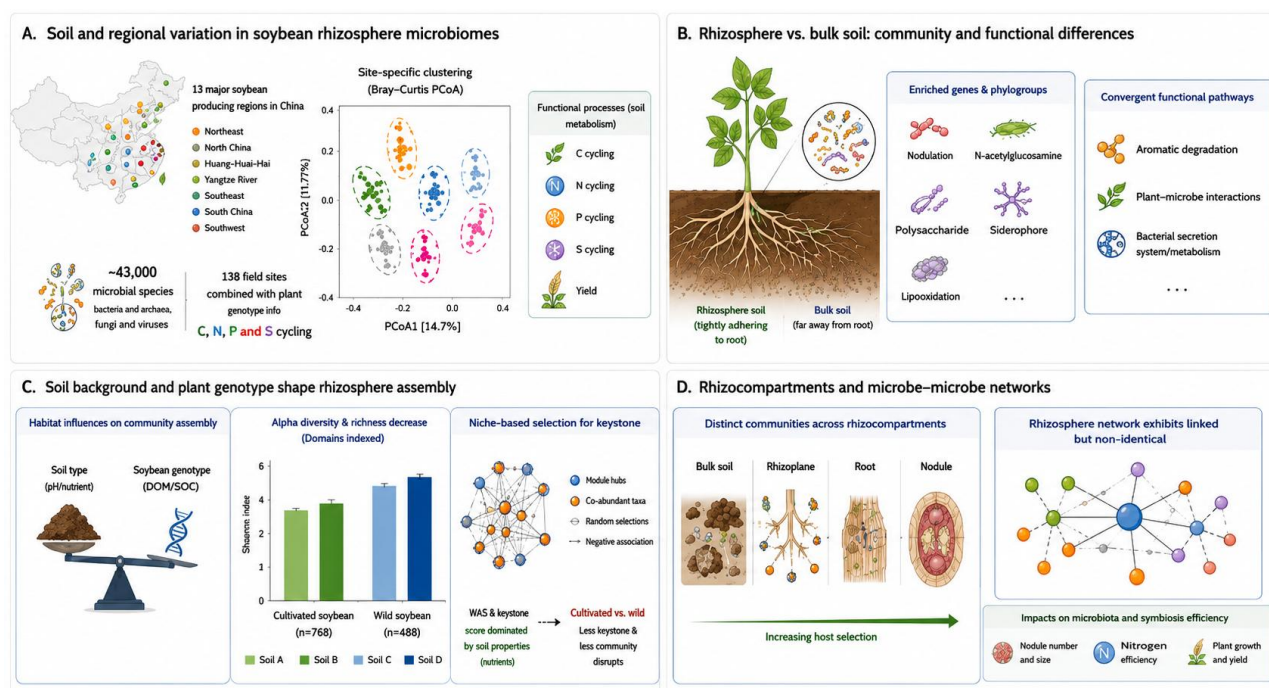 A. Soil and regional variation in soybean rhizosphere microbiomes
13 major soybean
producing regions in China
Northeast
North China
Huang-Huai-Hai
Yangtze River
Southeast
South China
Southwest
~43,000
microbial species
bacteria and archaea,
fungi and viruses
138 field sites
combined with plant
genotype info
C, N, P and S cycling
Site-specific clustering
(Bray–Curtis PCoA)
PCoA:2 [11.77%]
0.4
0.2
0.0
-0.2
-0.4
-0.4
-0.2
0.0
0.4
PCoA1 [14.7%]
Functional processes (soil
metabolism)
C cycling
N
N cycling
P cycling
S cycling
Yield
B. Rhizosphere vs. bulk soil: community and functional differences
Rhizosphere soil
(tightly adhering
to root)
Bulk soil
(far away from root)
Enriched genes & phylogroups
Nodulation
N-acetylglucosamine
Polysaccharide
Siderophore
Lipooxidation
...
Convergent functional pathways
Aromatic degradation
Plant–microbe interactions
Bacterial secretion
system/metabolism
...
C. Soil background and plant genotype shape rhizosphere assembly
Habitat influences on community assembly
Soil type
(pH/nutrient)
Soybean genotype
(DOM/SOC)
Alpha diversity & richness decrease
(Domains indexed)
index
6
4
2
1
0
Cultivated soybean
(n=768)
Wild soybean
(n=488)
Soil A
Soil B
Soil C
Soil D
Niche-based selection for keystone
Module hubs
Co-abundant taxa
Random selections
Negative association
WAS & keystone
score dominated
by soil properties
(nutrients)
Cultivated vs. wild
Less keystone &
less community
disrupts
D. Rhizocompartments and microbe–microbe networks
Distinct communities across rhizocompartments
Bulk soil
Rhizoplane
Root
Nodule
Increasing host selection
Rhizosphere network exhibits linked
but non-identical
Impacts on microbiota and symbiosis efficiency
Nodule number
and size
N
Nitrogen
efficiency
Plant growth
and yield